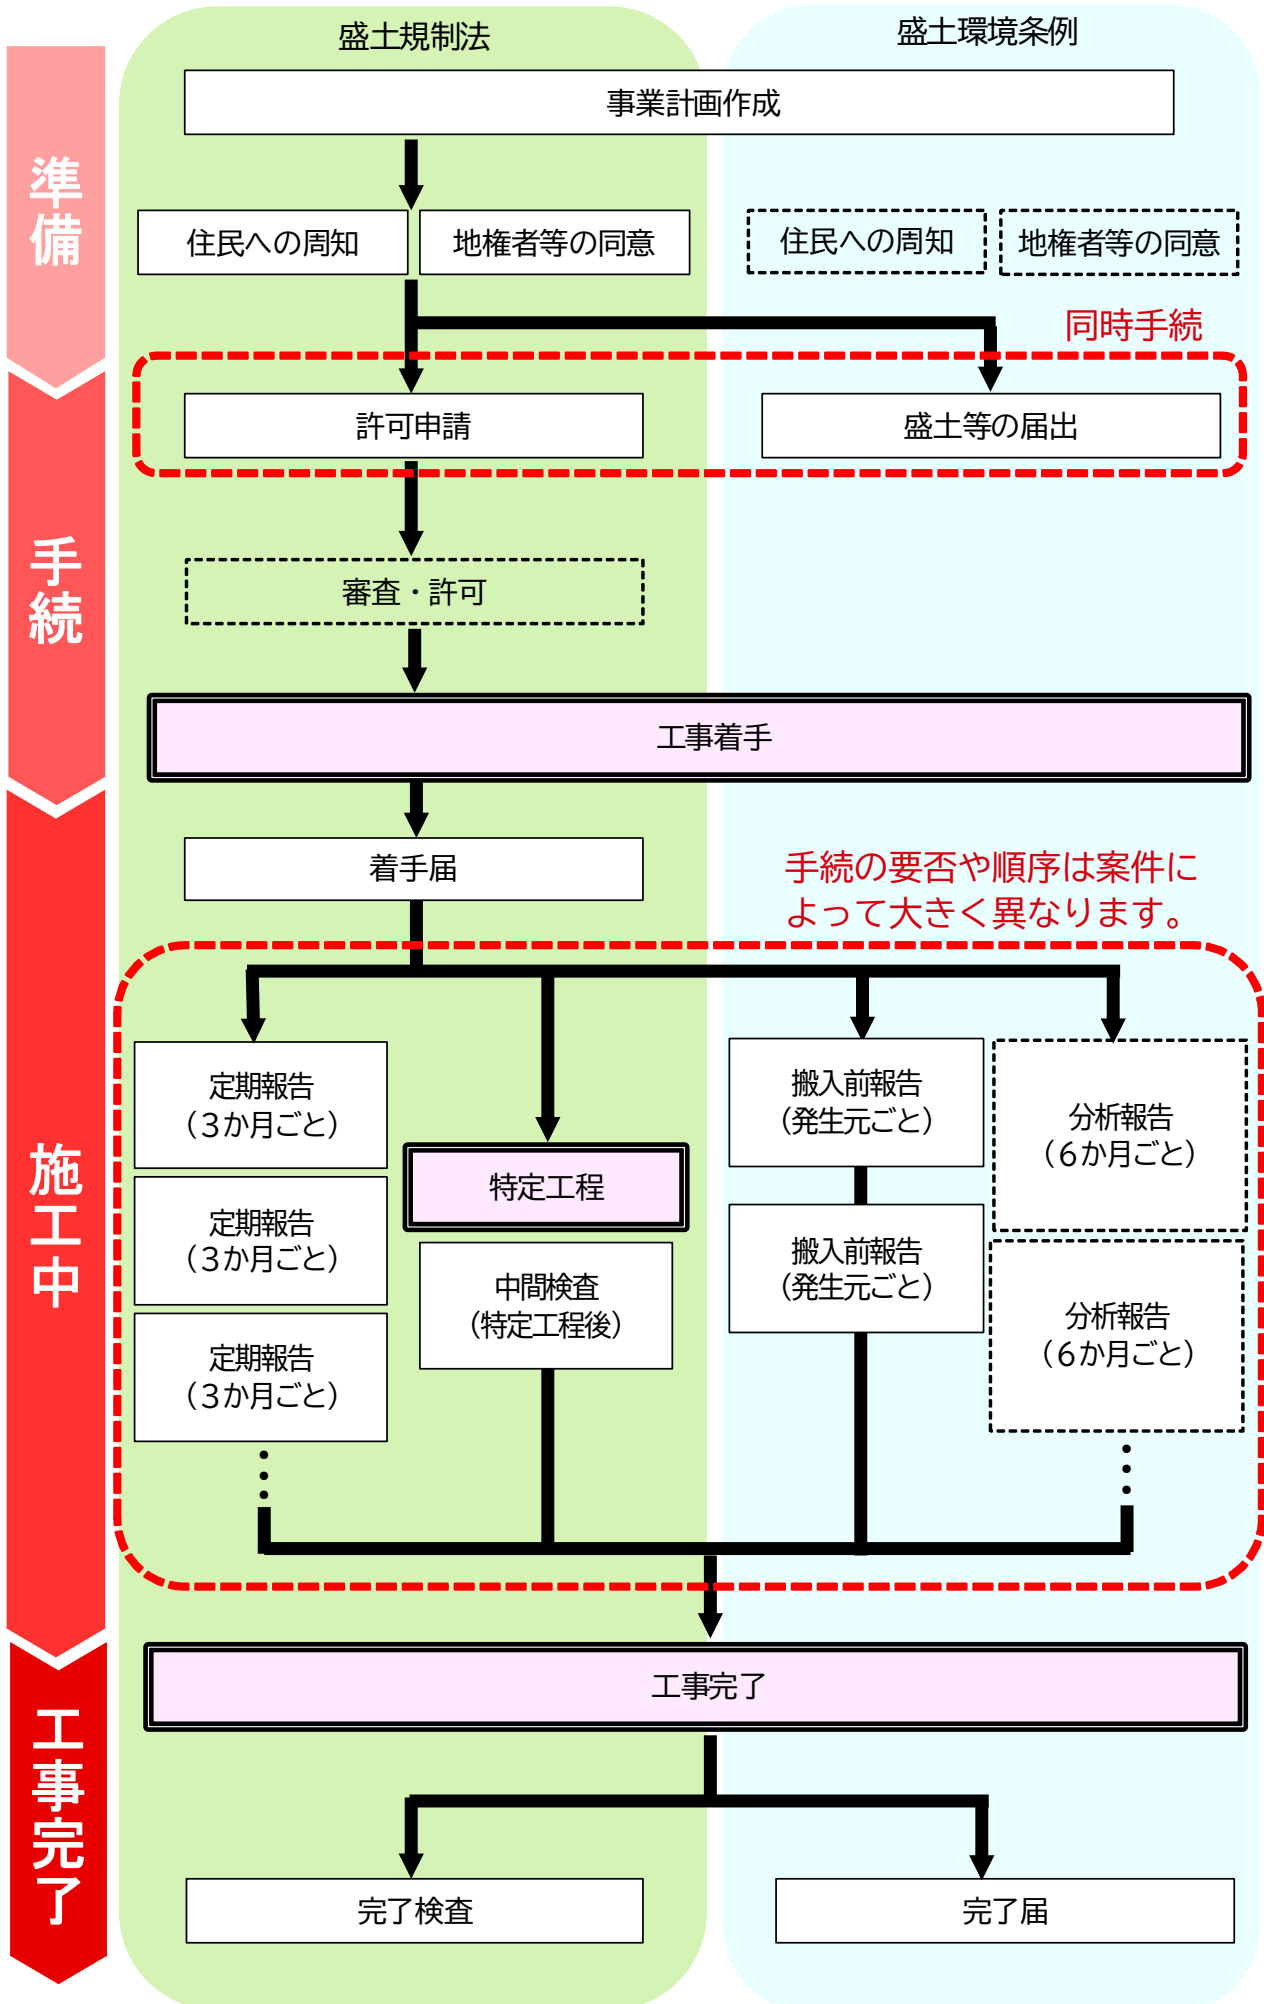 盛土規制法
盛土環境条例
準備
事業計画作成
住民への周知
地権者等の同意
住民への周知
地権者等の同意
同時手続
手続
許可申請
盛土等の届出
審査・許可
工事着手
施工中
着手届
手続の要否や順序は案件に
よって大きく異なります。
定期報告
（３か月ごと）
定期報告
（３か月ごと）
定期報告
（３か月ごと）
特定工程
中間検査
（特定工程後）
搬入前報告
（発生元ごと）
搬入前報告
（発生元ごと）
分析報告
（６か月ごと）
分析報告
（６か月ごと）
工事完了
工事完了
完了検査
完了届